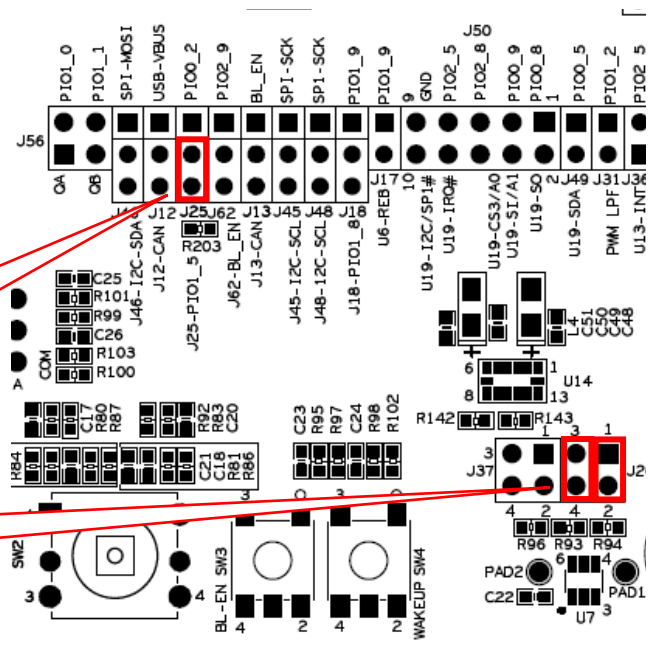 J50
PIO1_0
PIO1_1
SPI-MOSI
USB-VBUS
PIO0_2
PIO2_9
BL_EN
SPI-SCK
SP1-SCK
PIO1_9
PIO1_9
9
GND
PIO2_5
PIO2_8
PIO0_9
PIO0_8
1
PIO0_5
PIO1_2
PIO2_5
J56
QA
QB
J12
J25
J62
J13
J45
J48
J18
J17
10
2
J49
J31
J36
R203
J46-I2C-SDA
J12-CAN
J25-PIO1_5
J62-BL_EN
J13-CAN
J45-I2C-SCL
J48-I2C-SCL
J18-PIO1_8
U6-REB
U19-I2C/SPI#
U19-IRQ#
U19-CS3/A0
U19-SI/A1
U19-SO
U19-SDA
PWM LPF
U13-INT
C25
R101
R99
C26
R103
R100
A
COM
L4
C51
C50
C49
C48
6
1
8
13
U14
R142
R143
C17
R80
R87
R92
R83
C20
C23
R95
R97
C24
R98
R102
R84
C21
C18
R81
R86
3
1
3
1
J37
4
2
4
2
R96
R93
R94
SW2
3
4
3
3
BL-EN SW3
4
2
WAKEUP SW4
4
2
PAD2
6
4
PAD1
C22
3
U7